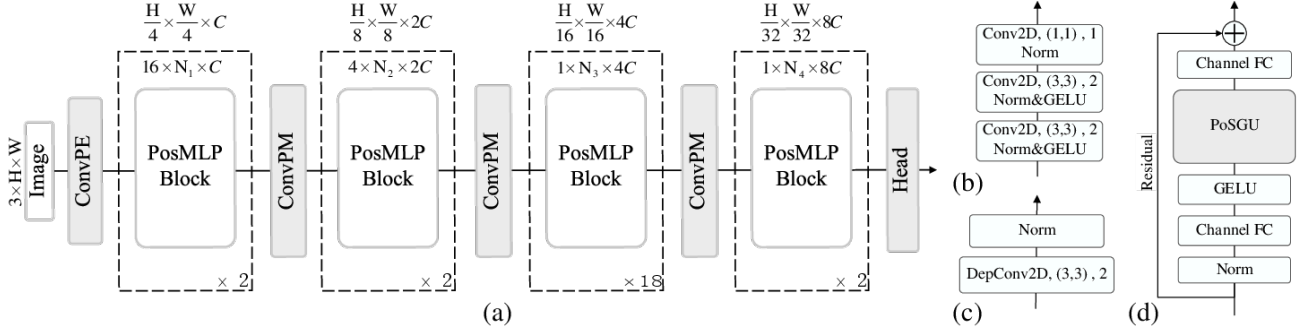 H/4 × W/4 × C
H/8 × W/8 × 2C
H/16 × W/16 × 4C
H/32 × W/32 × 8C
16 × N₁ × C
4 × N₂ × 2C
1 × N₃ × 4C
1 × N₄ × 8C
3 × H × W
Image
ConvPE
PosMLP
Block
× 2
ConvPM
PosMLP
Block
× 2
ConvPM
PosMLP
Block
× 18
ConvPM
PosMLP
Block
× 2
Head
(a)
Conv2D, (1,1) , 1
Norm
Conv2D, (3,3) , 2
Norm&GELU
Conv2D, (3,3) , 2
Norm&GELU
(b)
Norm
DepConv2D, (3,3) , 2
(c)
Channel FC
PoSGU
GELU
Channel FC
Norm
Residual
(d)